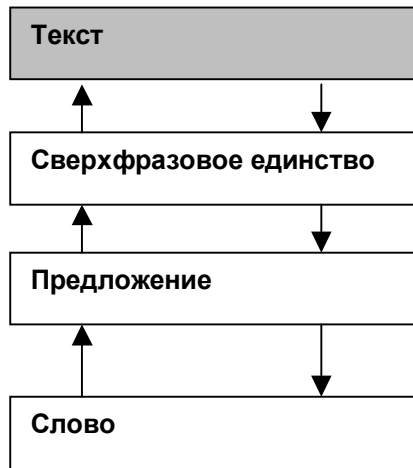 Текст
Сверхфразовое единство
Предложение
Слово